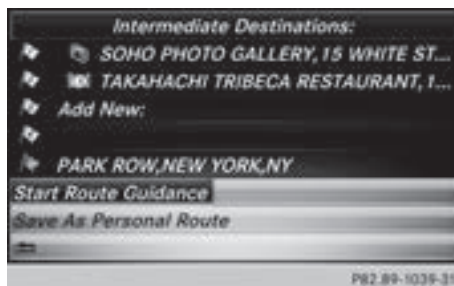 Intermediate Destinations:
SOHO PHOTO GALLERY, 15 WHITE ST...
TAKAHACHI TRIBECA RESTAURANT, 1...
Add New:
PARK ROW, NEW YORK, NY
Start Route Guidance
Save As Personal Route
P82.89-1039-31